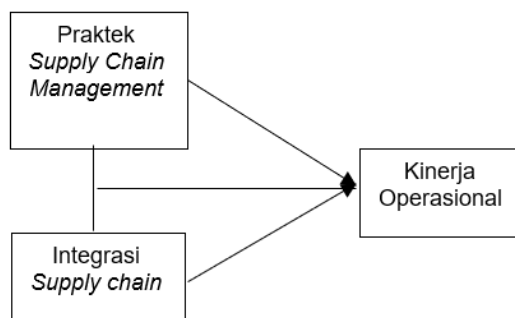 Praktek
Supply Chain
Management
Kinerja
Operasional
Integrasi
Supply chain